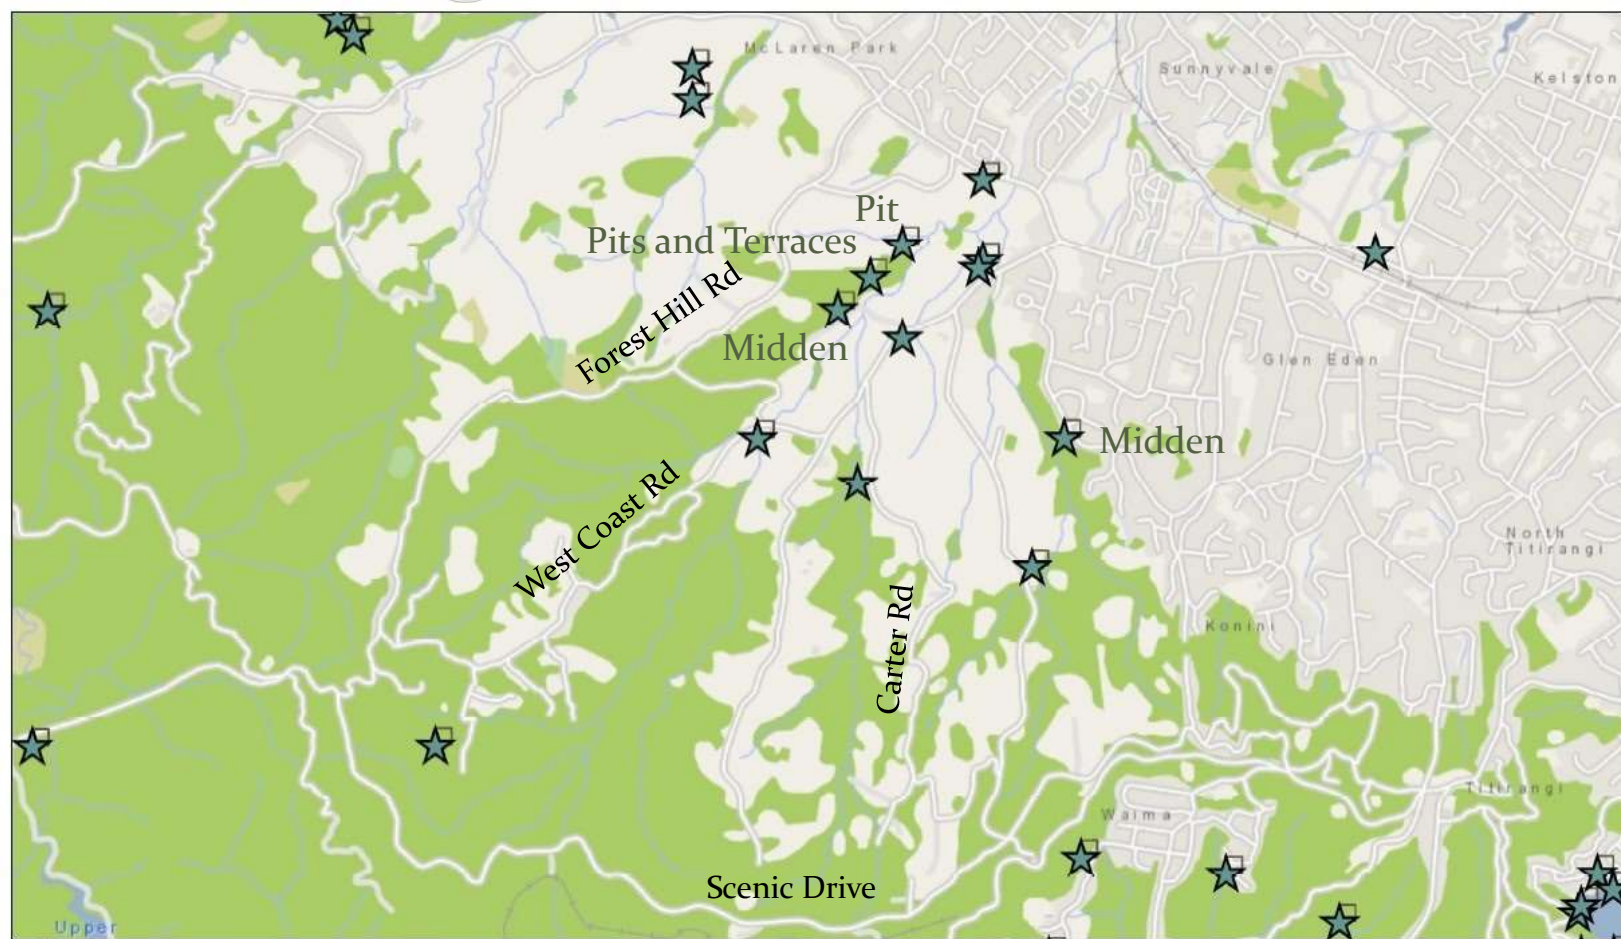 McLaren Park
Sunnyvale
Kelston
Pit
Pits and Terraces
Forest Hill Rd
Midden
Glen Eden
Midden
West Coast Rd
North
Titirangi
Carter Rd
Konini
Titirangi
Waima
Scenic Drive
Upper